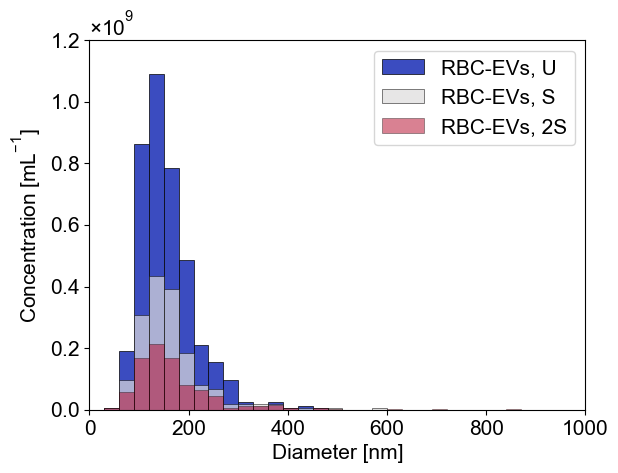 ×10⁹
1.2
1.0
0.8
0.6
0.4
0.2
0.0
Concentration [mL⁻¹]
RBC-EVs, U
RBC-EVs, S
RBC-EVs, 2S
0 200 400 600 800 1000
Diameter [nm]